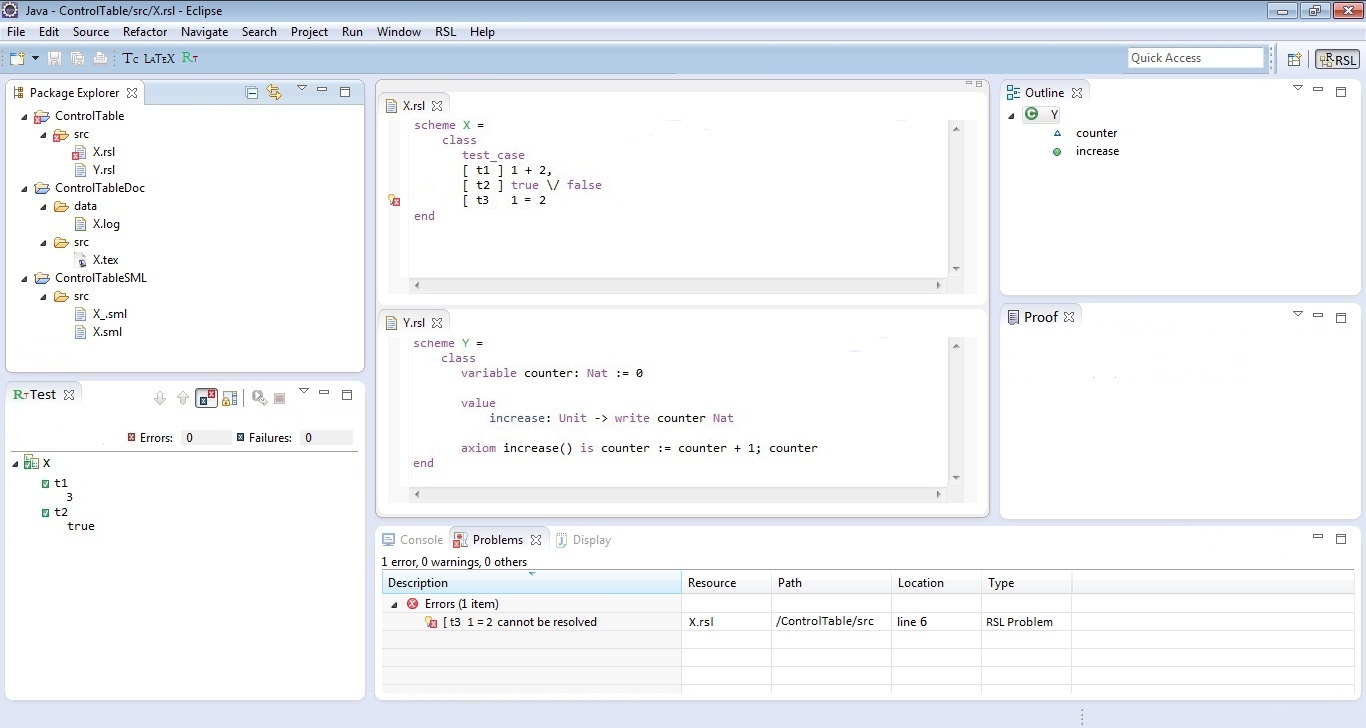 Java - ControlTable/src/X.rsl - Eclipse
File Edit Source Refactor Navigate Search Project Run Window RSL Help
Tc LATEX RT
Quick Access
RSL
Package Explorer
ControlTable
src
X.rsl
Y.rsl
ControlTableDoc
data
X.log
src
X.tex
ControlTableSML
src
X_.sml
X.sml
RT Test
Errors: 0 Failures: 0
X
t1
3
t2
true
X.rsl
scheme X =
class
test_case
[ t1 ] 1 + 2,
[ t2 ] true \/ false
[ t3 1 = 2
end
Y.rsl
scheme Y =
class
variable counter: Nat := 0
value
increase: Unit -> write counter Nat
axiom increase() is counter := counter + 1; counter
end
Outline
Y
counter
increase
Proof
Console Problems Display
1 error, 0 warnings, 0 others
Description Resource Path Location Type
Errors (1 item)
[ t3 1 = 2 cannot be resolved X.rsl /ControlTable/src line 6 RSL Problem